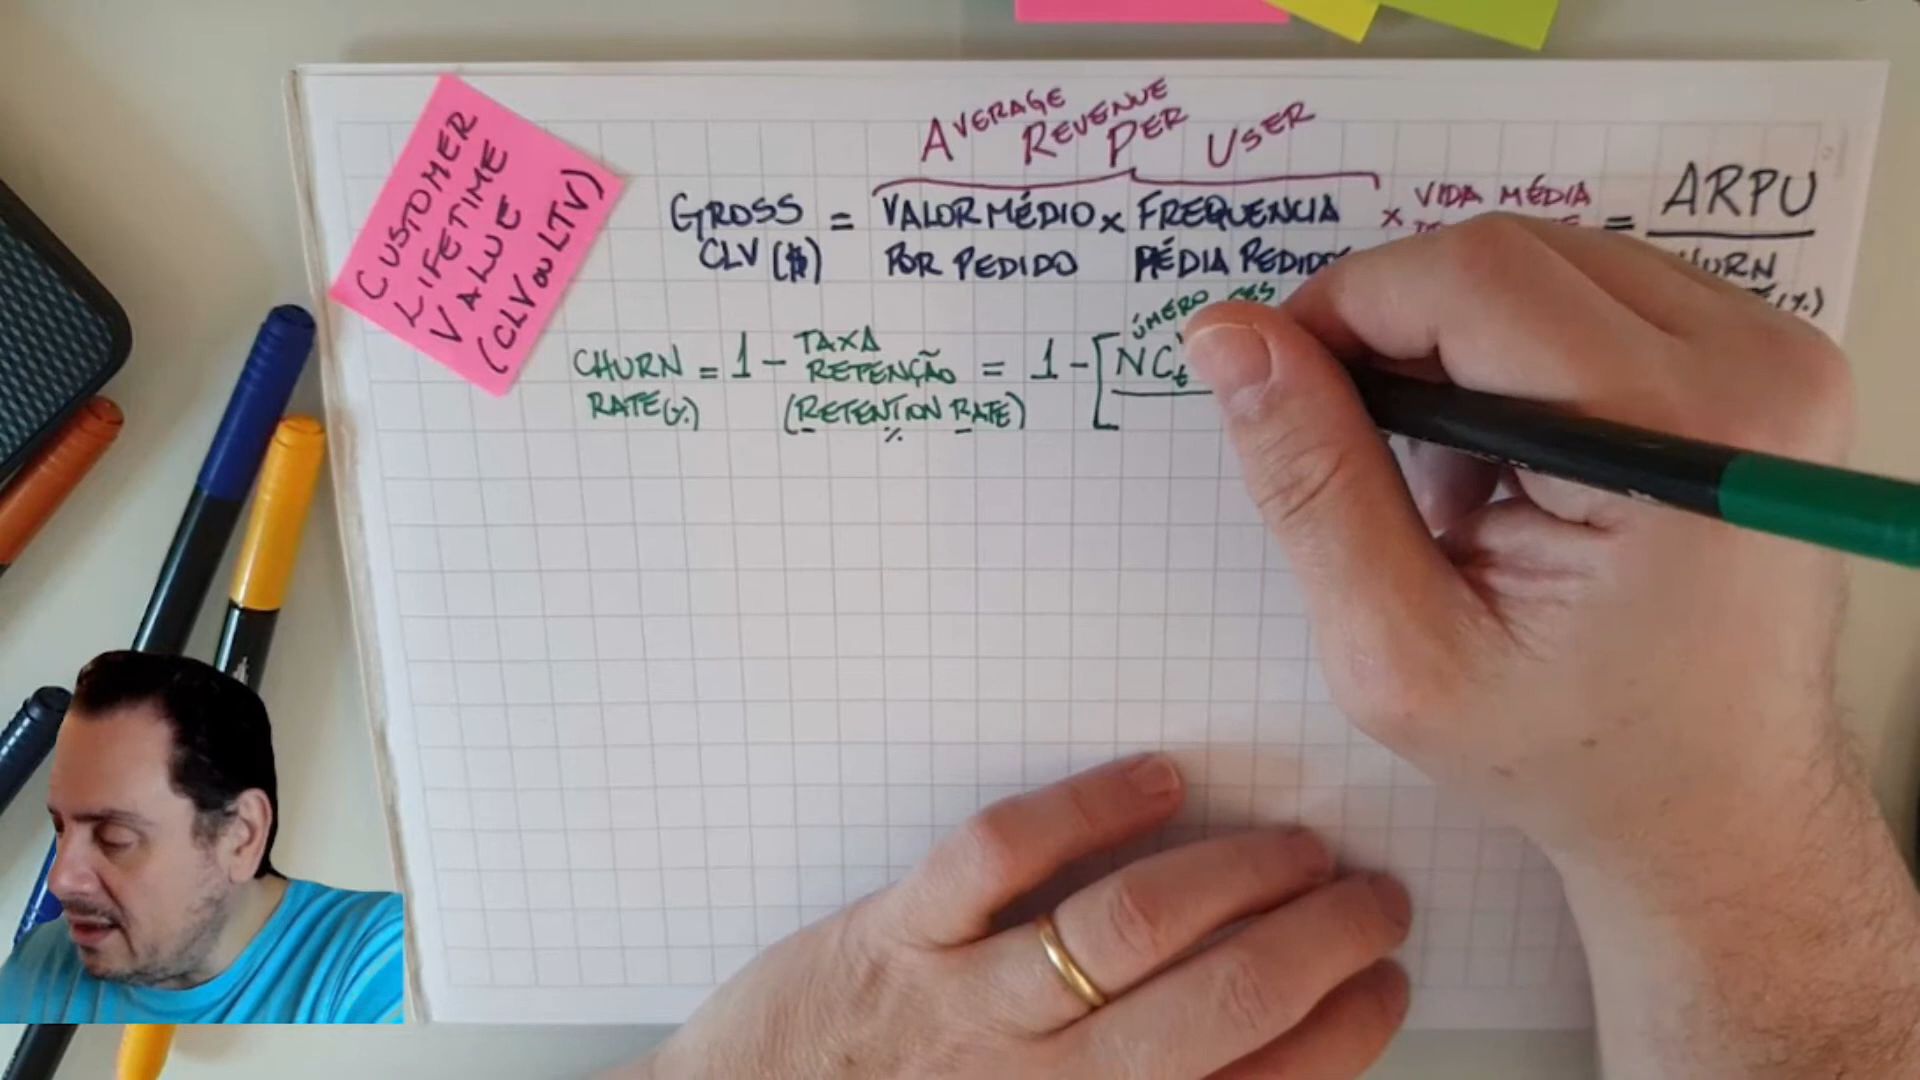 CUSTOMER
LIFETIME
VALUE
(CLV ou LTV)
AVERAGE
REVENUE
PER USER
GROSS = VALOR MÉDIO x FREQUENCIA x VIDA MÉDIA = ARPU
CLV ($) POR PEDIDO MÉDIA PEDIDOS
CHURN = 1 - TAXA
RETENÇÃO = 1 - [NCt
RATE(%) (RETENTION RATE)
%
(%)